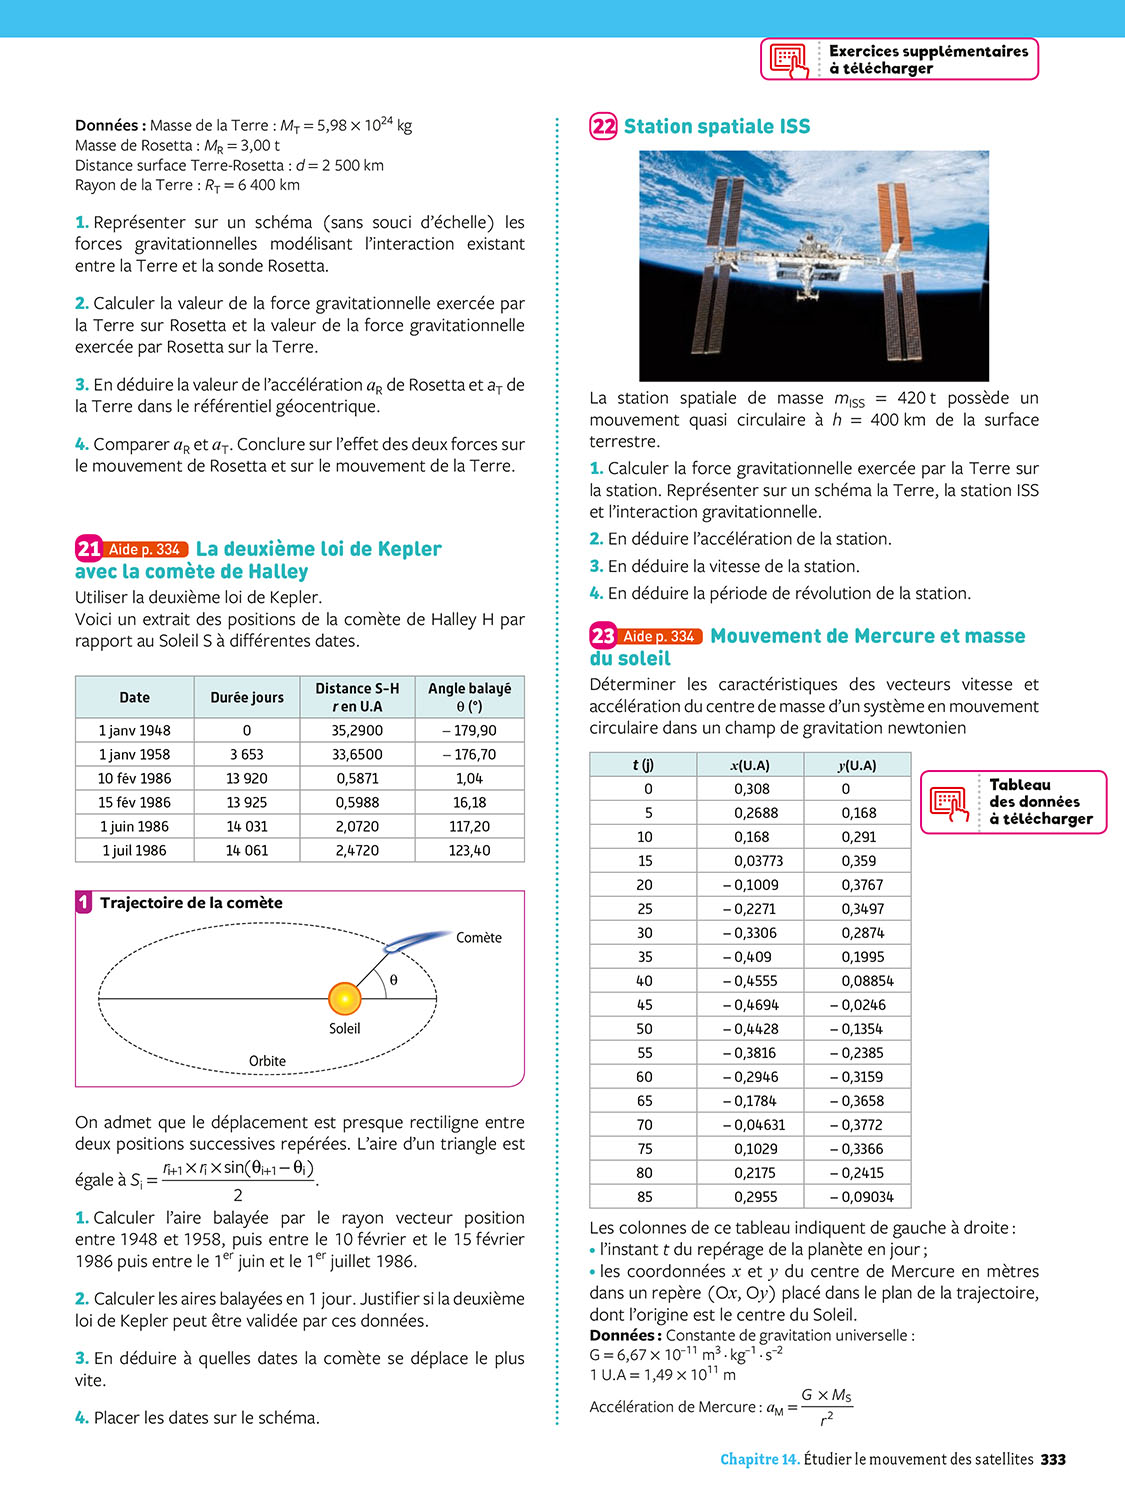 Exercices supplémentaires
à télécharger
Données : Masse de la Terre : M_T = 5,98 × 10^24 kg
Masse de Rosetta : M_R = 3,00 t
Distance surface Terre-Rosetta : d = 2 500 km
Rayon de la Terre : R_T = 6 400 km
1. Représenter sur un schéma (sans souci d'échelle) les
forces gravitationnelles modélisant l'interaction existant
entre la Terre et la sonde Rosetta.
2. Calculer la valeur de la force gravitationnelle exercée par
la Terre sur Rosetta et la valeur de la force gravitationnelle
exercée par Rosetta sur la Terre.
3. En déduire la valeur de l'accélération a_R de Rosetta et a_T de
la Terre dans le référentiel géocentrique.
4. Comparer a_R et a_T. Conclure sur l'effet des deux forces sur
le mouvement de Rosetta et sur le mouvement de la Terre.
21 Aide p. 334 La deuxième loi de Kepler
avec la comète de Halley
Utiliser la deuxième loi de Kepler.
Voici un extrait des positions de la comète de Halley H par
rapport au Soleil S à différentes dates.
Date Durée jours Distance S-H r en U.A Angle balayé θ (°)
1 janv 1948 0 35,2900 – 179,90
1 janv 1958 3 653 33,6500 – 176,70
10 fév 1986 13 920 0,5871 1,04
15 fév 1986 13 925 0,5988 16,18
1 juin 1986 14 031 2,0720 117,20
1 juil 1986 14 061 2,4720 123,40
1 Trajectoire de la comète
Comète
θ
Soleil
Orbite
On admet que le déplacement est presque rectiligne entre
deux positions successives repérées. L'aire d'un triangle est
égale à S_i = r_i+1 × r_i × sin(θ_i+1 – θ_i) / 2.
1. Calculer l'aire balayée par le rayon vecteur position
entre 1948 et 1958, puis entre le 10 février et le 15 février
1986 puis entre le 1er juin et le 1er juillet 1986.
2. Calculer les aires balayées en 1 jour. Justifier si la deuxième
loi de Kepler peut être validée par ces données.
3. En déduire à quelles dates la comète se déplace le plus
vite.
4. Placer les dates sur le schéma.
22 Station spatiale ISS
La station spatiale de masse m_ISS = 420 t possède un
mouvement quasi circulaire à h = 400 km de la surface
terrestre.
1. Calculer la force gravitationnelle exercée par la Terre sur
la station. Représenter sur un schéma la Terre, la station ISS
et l'interaction gravitationnelle.
2. En déduire l'accélération de la station.
3. En déduire la vitesse de la station.
4. En déduire la période de révolution de la station.
23 Aide p. 334 Mouvement de Mercure et masse
du soleil
Déterminer les caractéristiques des vecteurs vitesse et
accélération du centre de masse d'un système en mouvement
circulaire dans un champ de gravitation newtonien
t (j) x(U.A) y(U.A)
0 0,308 0
5 0,2688 0,168
10 0,168 0,291
15 0,03773 0,359
20 – 0,1009 0,3767
25 – 0,2271 0,3497
30 – 0,3306 0,2874
35 – 0,409 0,1995
40 – 0,4555 0,08854
45 – 0,4694 – 0,0246
50 – 0,4428 – 0,1354
55 – 0,3816 – 0,2385
60 – 0,2946 – 0,3159
65 – 0,1784 – 0,3658
70 – 0,04631 – 0,3772
75 0,1029 – 0,3366
80 0,2175 – 0,2415
85 0,2955 – 0,09034
Tableau
des données
à télécharger
Les colonnes de ce tableau indiquent de gauche à droite :
• l'instant t du repérage de la planète en jour ;
• les coordonnées x et y du centre de Mercure en mètres
dans un repère (Ox, Oy) placé dans le plan de la trajectoire,
dont l'origine est le centre du Soleil.
Données : Constante de gravitation universelle :
G = 6,67 × 10^–11 m^3 · kg^–1 · s^–2
1 U.A = 1,49 × 10^11 m
Accélération de Mercure : a_M = G × M_S / r^2
Chapitre 14. Étudier le mouvement des satellites 333